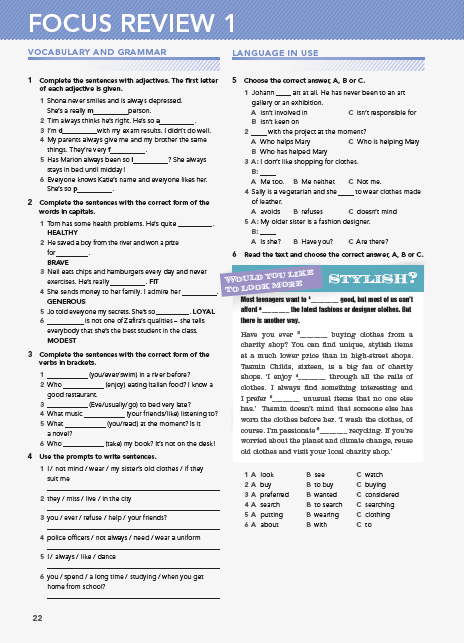 FOCUS REVIEW 1
VOCABULARY AND GRAMMAR
1 Complete the sentences with adjectives. The first letter
of each adjective is given.
1 Shona never smiles and is always depressed.
She's a really m__________person.
2 Tim always thinks he's right. He's so a__________.
3 I'm d__________with my exam results. I didn't do well.
4 My parents always give me and my brother the same
things. They're very f__________.
5 Has Marion always been so l__________? She always
stays in bed until midday!
6 Everyone knows Katie's name and everyone likes her.
She's so p__________.
2 Complete the sentences with the correct form of the
words in capitals.
1 Tom has some health problems. He's quite __________.
HEALTHY
2 He saved a boy from the river and won a prize
for__________.
BRAVE
3 Neil eats chips and hamburgers every day and never
exercises. He's really __________. FIT
4 She sends money to her family. I admire her __________.
GENEROUS
5 Jo told everyone my secrets. She's so __________. LOYAL
6 __________ is not one of Zafira's qualities – she tells
everybody that she's the best student in the class.
MODEST
3 Complete the sentences with the correct form of the
verbs in brackets.
1 __________ (you/ever/swim) in a river before?
2 Who __________ (enjoy) eating Italian food? I know a
good restaurant.
3 __________ (Eve/usually/go) to bed very late?
4 What music __________ (your friends/like) listening to?
5 What __________ (you/read) at the moment? Is it
a novel?
6 Who __________ (take) my book? It's not on the desk!
4 Use the prompts to write sentences.
1 I / not mind / wear / my sister's old clothes / if they
suit me
2 they / miss / live / in the city
3 you / ever / refuse / help / your friends?
4 police officers / not always / need / wear a uniform
5 I / always / like / dance
6 you / spend / a long time / studying / when you get
home from school?
LANGUAGE IN USE
5 Choose the correct answer, A, B or C.
1 Johann ____ art at all. He has never been to an art
gallery or an exhibition.
A isn't involved in C isn't responsible for
B isn't keen on
2 ____ with the project at the moment?
A Who helps Mary C Who is helping Mary
B Who has helped Mary
3 A: I don't like shopping for clothes.
B: ____
A Me too. B Me neither. C Not me.
4 Sally is a vegetarian and she ____ to wear clothes made
of leather.
A avoids B refuses C doesn't mind
5 A: My older sister is a fashion designer.
B: ____
A Is she? B Have you? C Are there?
6 Read the text and choose the correct answer, A, B or C.
WOULD YOU LIKE
TO LOOK MORE
STYLISH?
Most teenagers want to 1______ good, but most of us can't
afford 2______ the latest fashions or designer clothes. But
there is another way.
Have you ever 3______ buying clothes from a
charity shop? You can find unique, stylish items
at a much lower price than in high-street shops.
Tasmin Childs, sixteen, is a big fan of charity
shops. 'I enjoy 4______ through all the rails of
clothes. I always find something interesting and
I prefer 5______ unusual items that no one else
has.' Tasmin doesn't mind that someone else has
worn the clothes before her. 'I wash the clothes, of
course. I'm passionate 6______ recycling. If you're
worried about the planet and climate change, reuse
old clothes and visit your local charity shop.'
1 A look B see C watch
2 A buy B to buy C buying
3 A preferred B wanted C considered
4 A search B to search C searching
5 A putting B wearing C clothing
6 A about B with C to
22